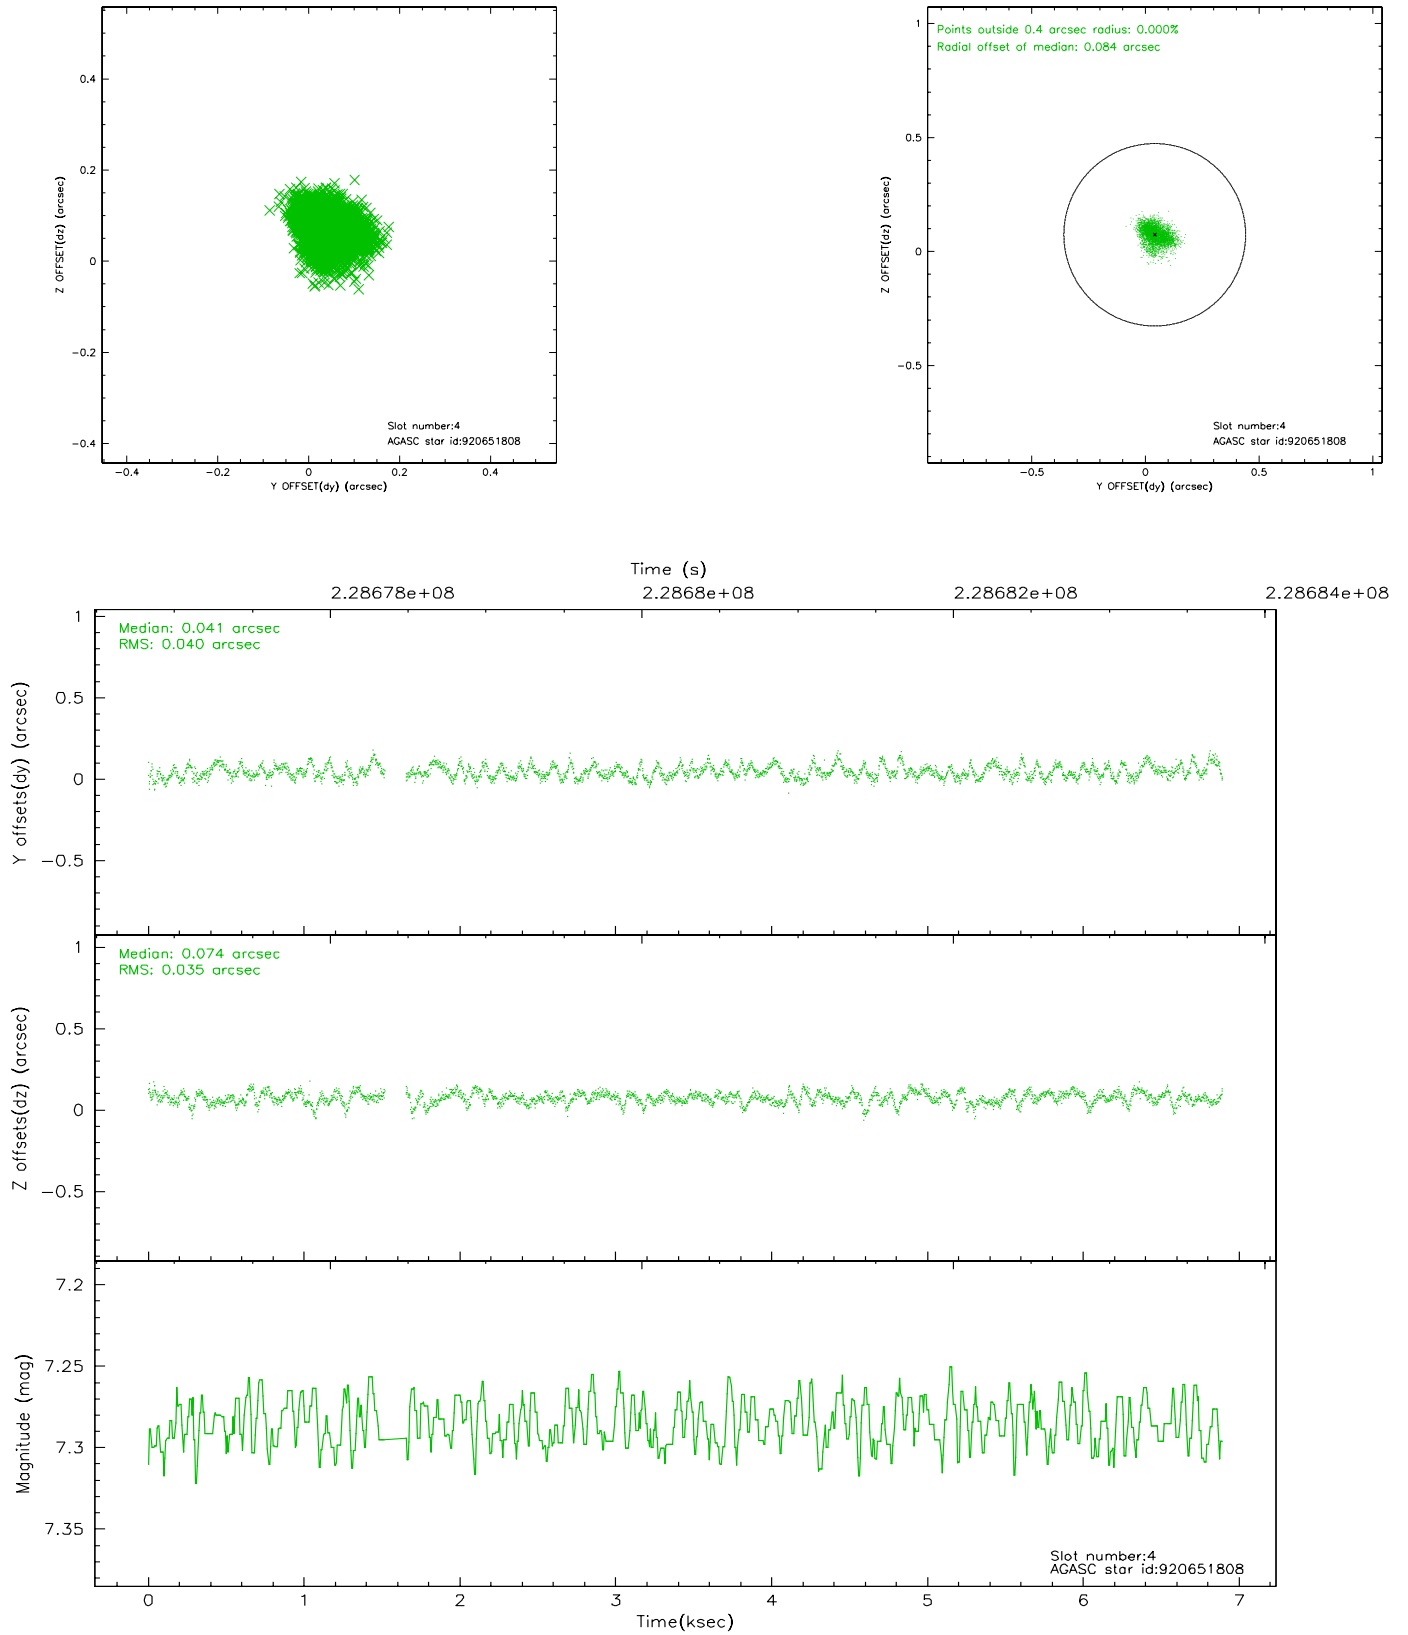 0.4
0.2
0
−0.2
−0.4
Z OFFSET(dz) (arcsec)
−0.4 −0.2 0 0.2 0.4
Y OFFSET(dy) (arcsec)
Slot number:4
AGASC star id:920651808
Points outside 0.4 arcsec radius: 0.000%
Radial offset of median: 0.084 arcsec
1
0.5
0
−0.5
Z OFFSET(dz) (arcsec)
−0.5 0 0.5 1
Y OFFSET(dy) (arcsec)
Slot number:4
AGASC star id:920651808
Time (s)
2.28678e+08 2.2868e+08 2.28682e+08 2.28684e+08
Median: 0.041 arcsec
RMS: 0.040 arcsec
1
0.5
0
−0.5
Y offsets(dy) (arcsec)
Median: 0.074 arcsec
RMS: 0.035 arcsec
1
0.5
0
−0.5
Z offsets(dz) (arcsec)
7.2
7.25
7.3
7.35
Magnitude (mag)
Slot number:4
AGASC star id:920651808
0 1 2 3 4 5 6 7
Time(ksec)